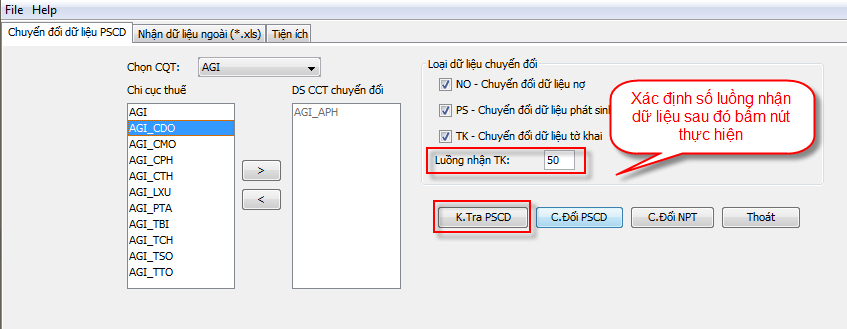 File Help
Chuyển đổi dữ liệu PSCD Nhận dữ liệu ngoài (*.xls) Tiện ích
Chọn CQT: AGI
Chi cục thuế
AGI
AGI_CDO
AGI_CMO
AGI_CPH
AGI_CTH
AGI_LXU
AGI_PTA
AGI_TBI
AGI_TCH
AGI_TSO
AGI_TTO
>
<
DS CCT chuyển đổi
AGI_APH
Loại dữ liệu chuyển đổi
NO - Chuyển đổi dữ liệu nợ
PS - Chuyển đổi dữ liệu phát sinh
TK - Chuyển đổi dữ liệu tờ khai
Luồng nhận TK: 50
Xác định số luồng nhận
dữ liệu sau đó bấm nút
thực hiện
K.Tra PSCD C.Đổi PSCD C.Đổi NPT Thoát